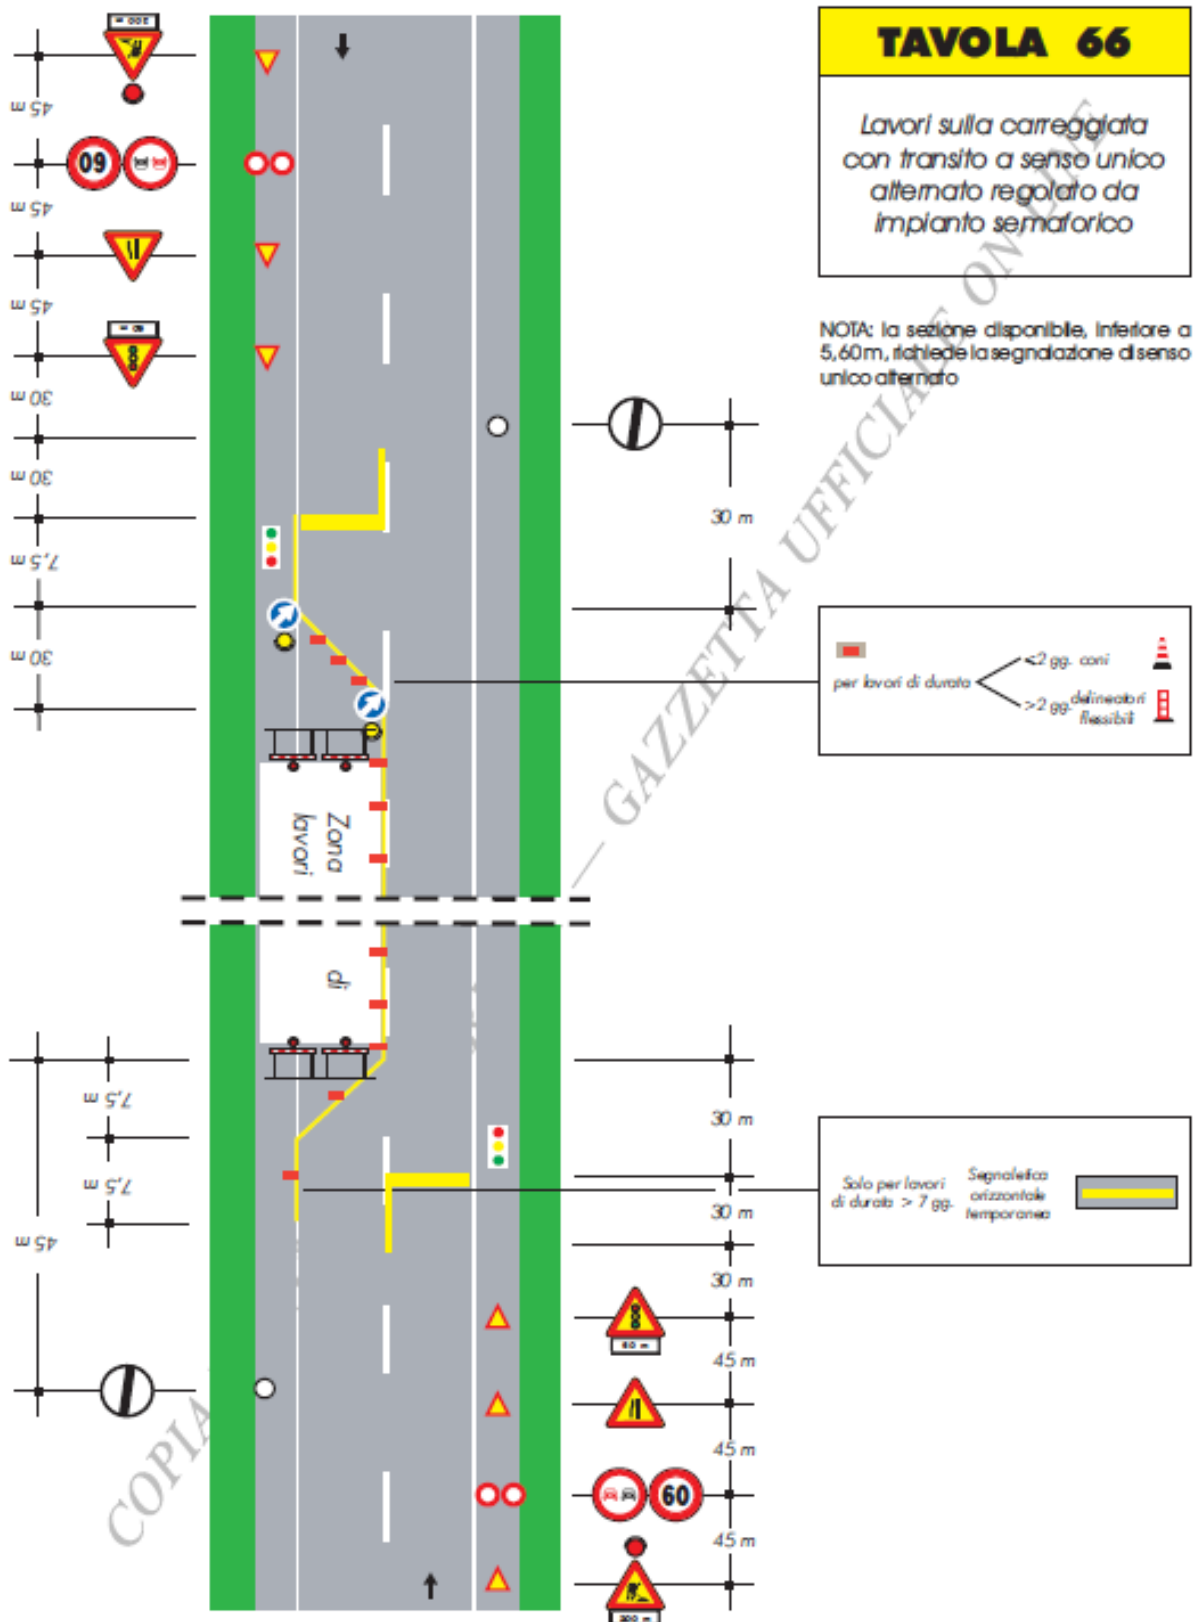 TAVOLA 66
Lavori sulla carreggiata
con transito a senso unico
alternato regolato da
impianto semaforico
NOTA: la sezione disponibile, inferiore a
5,60m, richiede la segnalazione di senso
unico alternato
200 m
45 m
60
45 m
45 m
60 m
30 m
30 m
7,5 m
30 m
30 m
per lavori di durata
<2 gg. coni
>2 gg. delineatori
flessibili
Zona
lavori
di
7,5 m
7,5 m
45 m
30 m
30 m
30 m
Solo per lavori
di durata > 7 gg.
Segnaletica
orizzontale
temporanea
60 m
45 m
45 m
60
45 m
200 m
COPIA
GAZZETTA UFFICIALE ON-LINE